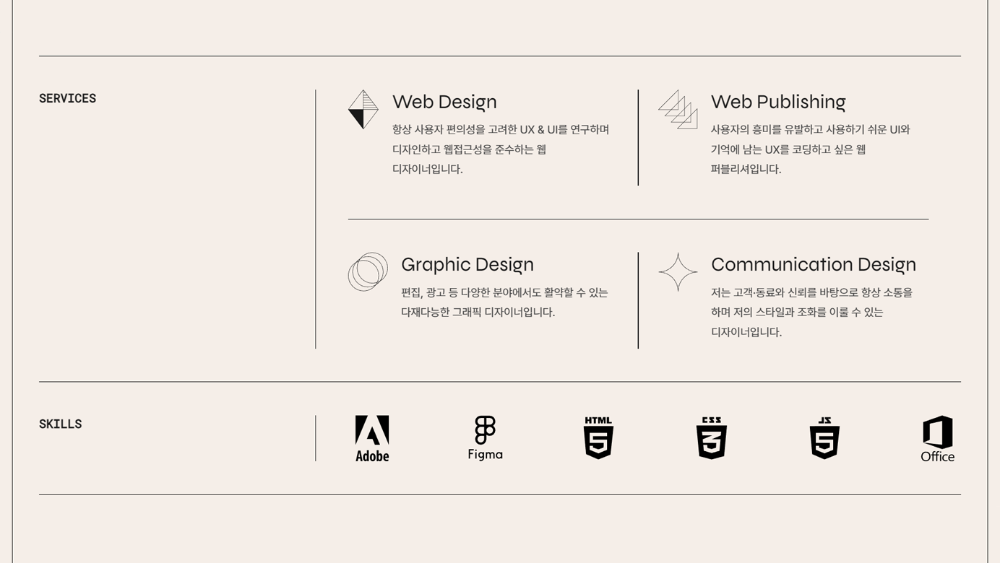 SERVICES
Web Design
항상 사용자 편의성을 고려한 UX & UI를 연구하며
디자인하고 웹접근성을 준수하는 웹
디자이너입니다.
Web Publishing
사용자의 흥미를 유발하고 사용하기 쉬운 UI와
기억에 남는 UX를 코딩하고 싶은 웹
퍼블리셔입니다.
Graphic Design
편집, 광고 등 다양한 분야에서도 활약할 수 있는
다재다능한 그래픽 디자이너입니다.
Communication Design
저는 고객·동료와 신뢰를 바탕으로 항상 소통을
하며 저의 스타일과 조화를 이룰 수 있는
디자이너입니다.
SKILLS
Adobe
Figma
HTML
5
CSS
3
JS
5
Office